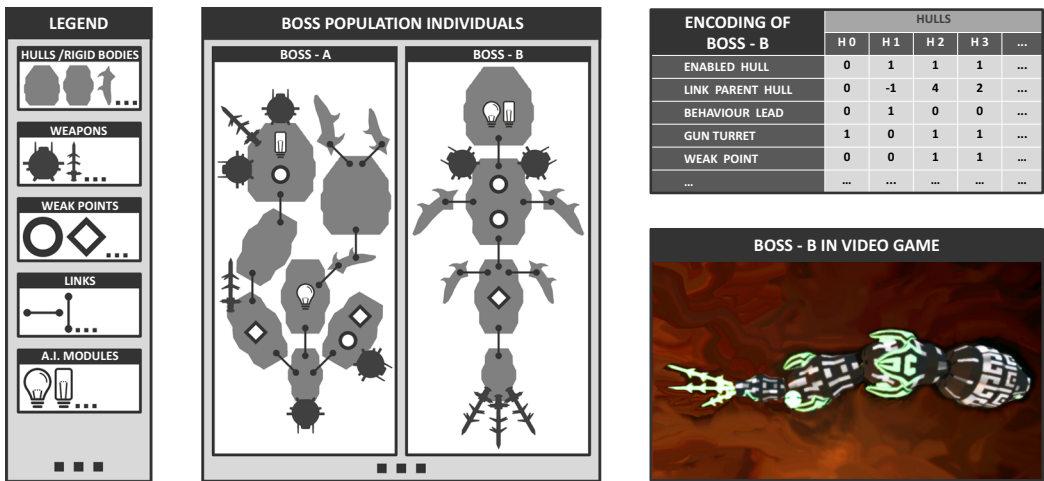 LEGEND
HULLS /RIGID BODIES
...
WEAPONS
...
WEAK POINTS
...
LINKS
...
A.I. MODULES
...
BOSS POPULATION INDIVIDUALS
BOSS - A
BOSS - B
ENCODING OF BOSS - B
HULLS
H 0 H 1 H 2 H 3 ...
ENABLED HULL 0 1 1 1 ...
LINK PARENT HULL 0 -1 4 2 ...
BEHAVIOUR LEAD 0 1 0 0 ...
GUN TURRET 1 0 1 1 ...
WEAK POINT 0 0 1 1 ...
... ... ... ... ... ...
BOSS - B IN VIDEO GAME